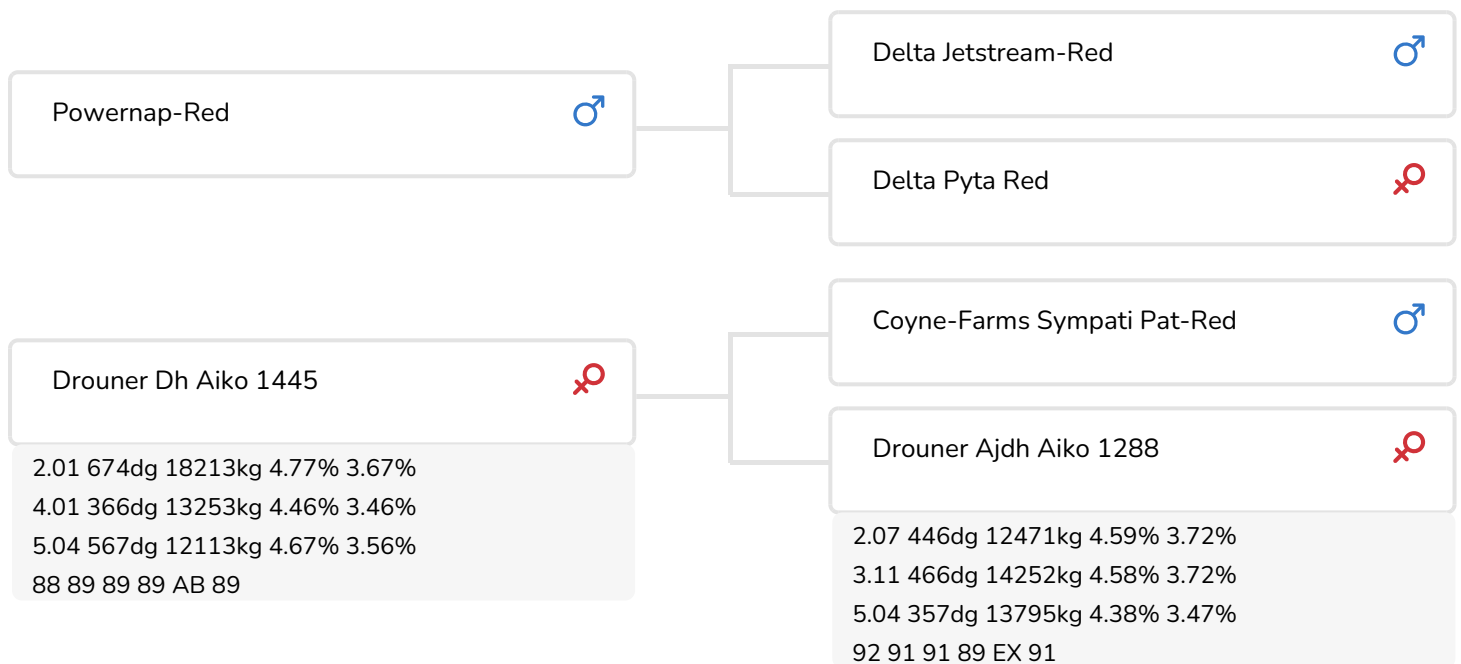 Delta Jetstream-Red
Powernap-Red
Delta Pyta Red
Coyne-Farms Sympati Pat-Red
Drouner Dh Aiko 1445
2.01 674dg 18213kg 4.77% 3.67%
4.01 366dg 13253kg 4.46% 3.46%
5.04 567dg 12113kg 4.67% 3.56%
88 89 89 89 AB 89
Drouner Ajdh Aiko 1288
2.07 446dg 12471kg 4.59% 3.72%
3.11 466dg 14252kg 4.58% 3.72%
5.04 357dg 13795kg 4.38% 3.47%
92 91 91 89 EX 91